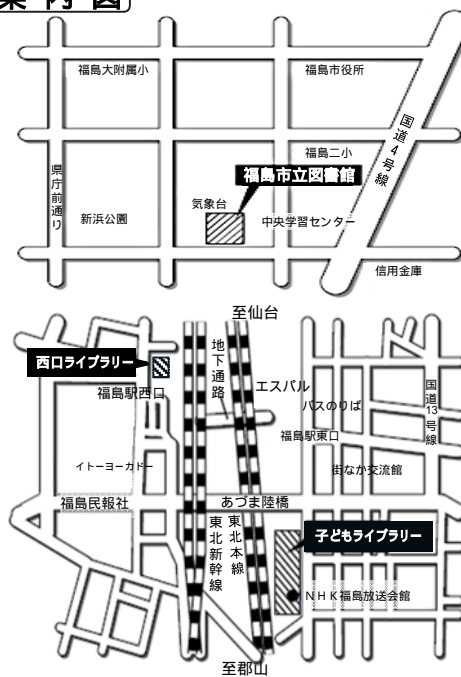 案内図
福島大附属小
福島市役所
国道4号線
福島二小
福島市立図書館
県庁前通り
気象台
新浜公園
中央学習センター
信用金庫
至仙台
地下通路
西口ライブラリー
エスパル
福島駅西口
バスのりば
国道13号線
福島駅東口
イトーヨーカドー
街なか交流館
福島民報社
あづま陸橋
東北新幹線
東北本線
子どもライブラリー
NHK福島放送会館
至郡山